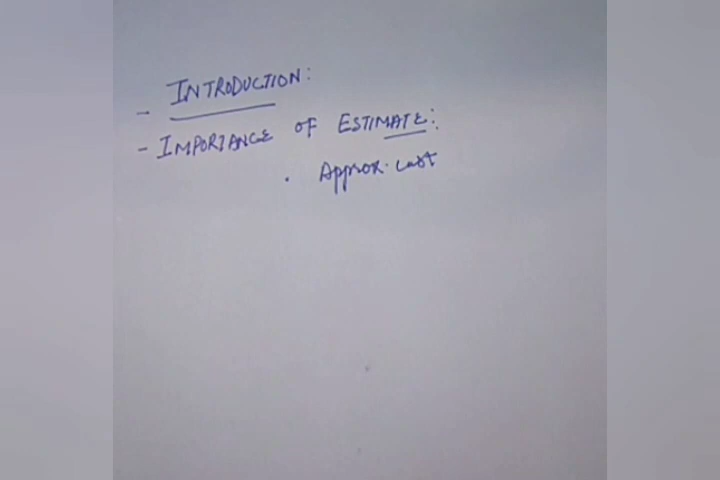 - INTRODUCTION:
- IMPORTANCE OF ESTIMATE:
. Approx. cost